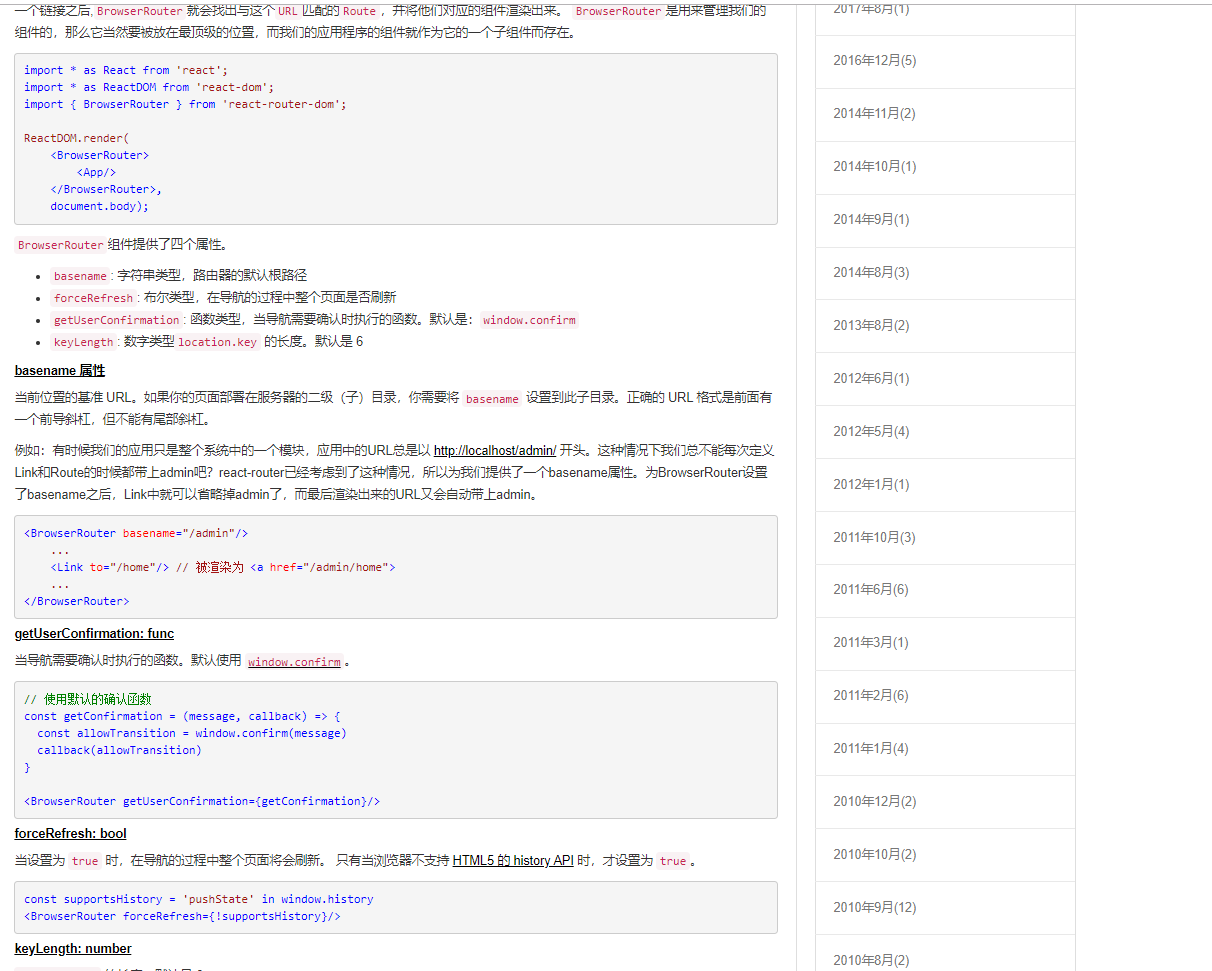 一个链接之后, BrowserRouter 就会找出与这个 URL 匹配的 Route ，并将他们对应的组件渲染出来。 BrowserRouter 是用来管理我们的
组件的，那么它当然要被放在最顶级的位置，而我们的应用程序的组件就作为它的一个子组件而存在。
import * as React from 'react';
import * as ReactDOM from 'react-dom';
import { BrowserRouter } from 'react-router-dom';
ReactDOM.render(
<BrowserRouter>
<App/>
</BrowserRouter>,
document.body);
BrowserRouter 组件提供了四个属性。
basename : 字符串类型，路由器的默认根路径
forceRefresh : 布尔类型，在导航的过程中整个页面是否刷新
getUserConfirmation : 函数类型，当导航需要确认时执行的函数。默认是： window.confirm
keyLength : 数字类型 location.key 的长度。默认是 6
basename 属性
当前位置的基准 URL。如果你的页面部署在服务器的二级（子）目录，你需要将 basename 设置到此子目录。正确的 URL 格式是前面有
一个前导斜杠，但不能有尾部斜杠。
例如：有时候我们的应用只是整个系统中的一个模块，应用中的URL总是以 http://localhost/admin/ 开头。这种情况下我们总不能每次定义
Link和Route的时候都带上admin吧？react-router已经考虑到了这种情况，所以为我们提供了一个basename属性。为BrowserRouter设置
了basename之后，Link中就可以省略掉admin了，而最后渲染出来的URL又会自动带上admin。
<BrowserRouter basename="/admin"/>
...
<Link to="/home"/> // 被渲染为 <a href="/admin/home">
...
</BrowserRouter>
getUserConfirmation: func
当导航需要确认时执行的函数。默认使用 window.confirm 。
// 使用默认的确认函数
const getConfirmation = (message, callback) => {
const allowTransition = window.confirm(message)
callback(allowTransition)
}
<BrowserRouter getUserConfirmation={getConfirmation}/>
forceRefresh: bool
当设置为 true 时，在导航的过程中整个页面将会刷新。 只有当浏览器不支持 HTML5 的 history API 时，才设置为 true 。
const supportsHistory = 'pushState' in window.history
<BrowserRouter forceRefresh={!supportsHistory}/>
keyLength: number
2017年8月(1)
2016年12月(5)
2014年11月(2)
2014年10月(1)
2014年9月(1)
2014年8月(3)
2013年8月(2)
2012年6月(1)
2012年5月(4)
2012年1月(1)
2011年10月(3)
2011年6月(6)
2011年3月(1)
2011年2月(6)
2011年1月(4)
2010年12月(2)
2010年10月(2)
2010年9月(12)
2010年8月(2)